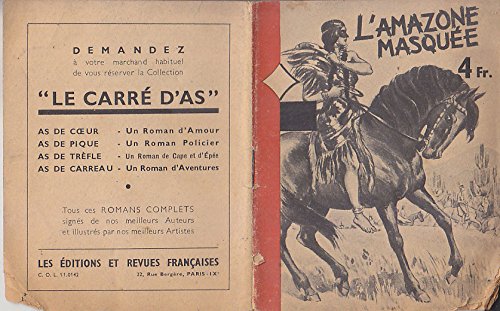 DEMANDEZ
à votre marchand habituel
de vous réserver la Collection
"LE CARRÉ D'AS"
AS DE CŒUR - Un Roman d'Amour
AS DE PIQUE - Un Roman Policier
AS DE TRÈFLE - Un Roman de Cape et d'Épée
AS DE CARREAU - Un Roman d'Aventures
Tous ces ROMANS COMPLETS
signés de nos meilleurs Auteurs
et illustrés par nos meilleurs Artistes
LES ÉDITIONS ET REVUES FRANÇAISES
C. O. L. 11.0142 32, Rue Bergère, PARIS-IXe
L'AMAZONE
MASQUÉE
4 Fr.